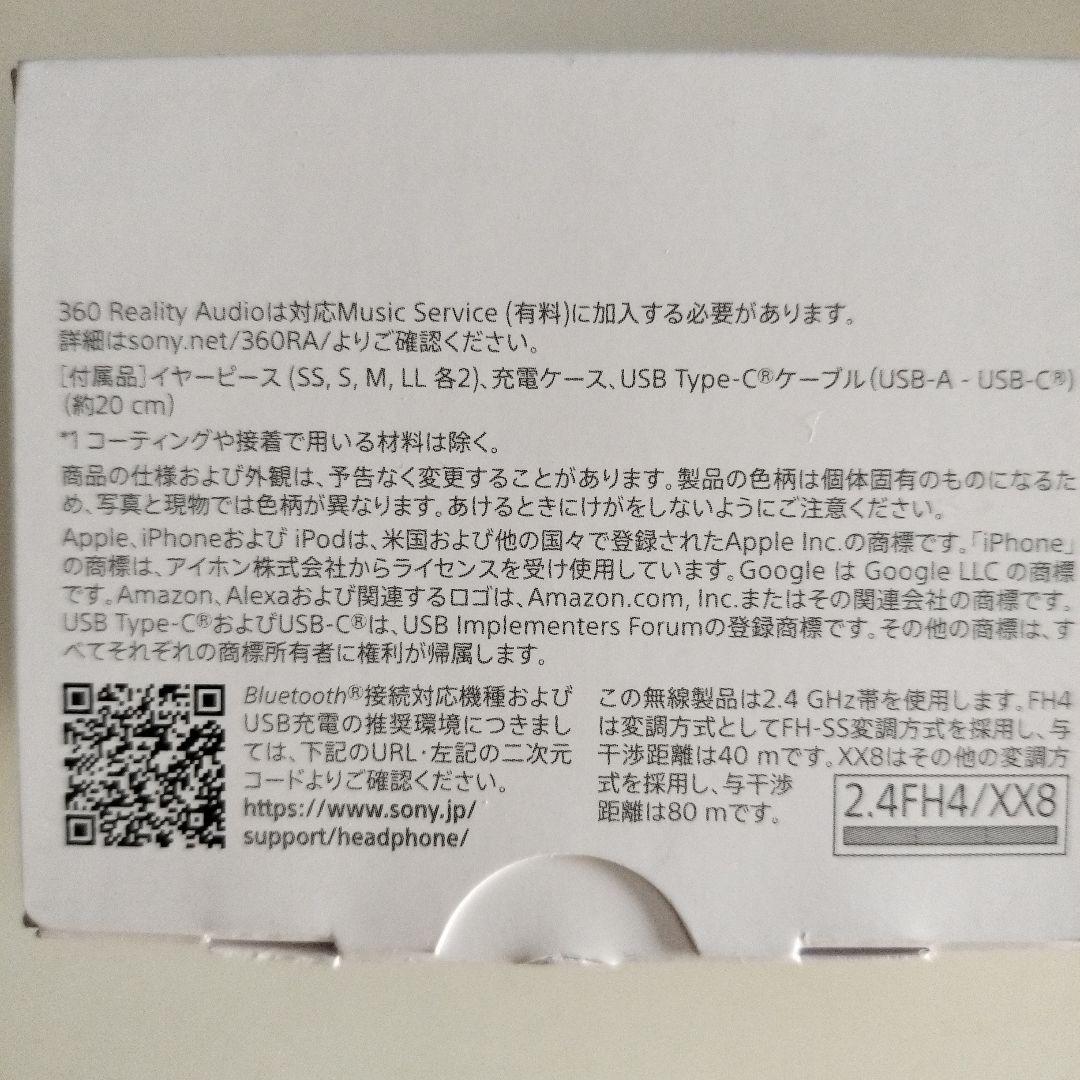 360 Reality Audioは対応Music Service (有料)に加入する必要があります。
詳細はsony.net/360RA/よりご確認ください。
[付属品]イヤーピース (SS, S, M, LL 各2)、充電ケース、USB Type-C®ケーブル(USB-A - USB-C®)
(約20 cm)
*1 コーティングや接着で用いる材料は除く。
商品の仕様および外観は、予告なく変更することがあります。製品の色柄は個体固有のものになるた
め、写真と現物では色柄が異なります。あけるときにけがをしないようにご注意ください。
Apple、iPhoneおよび iPodは、米国および他の国々で登録されたApple Inc.の商標です。「iPhone」
の商標は、アイホン株式会社からライセンスを受け使用しています。Google は Google LLC の商標
です。Amazon、Alexaおよび関連するロゴは、Amazon.com, Inc.またはその関連会社の商標です。
USB Type-C®およびUSB-C®は、USB Implementers Forumの登録商標です。その他の商標は、す
べてそれぞれの商標所有者に権利が帰属します。
Bluetooth®接続対応機種および
USB充電の推奨環境につきまし
ては、下記のURL・左記の二次元
コードよりご確認ください。
https://www.sony.jp/
support/headphone/
この無線製品は2.4 GHz帯を使用します。FH4
は変調方式としてFH-SS変調方式を採用し、与
干渉距離は40 mです。XX8はその他の変調方
式を採用し、与干渉
距離は80 mです。
2.4FH4/XX8